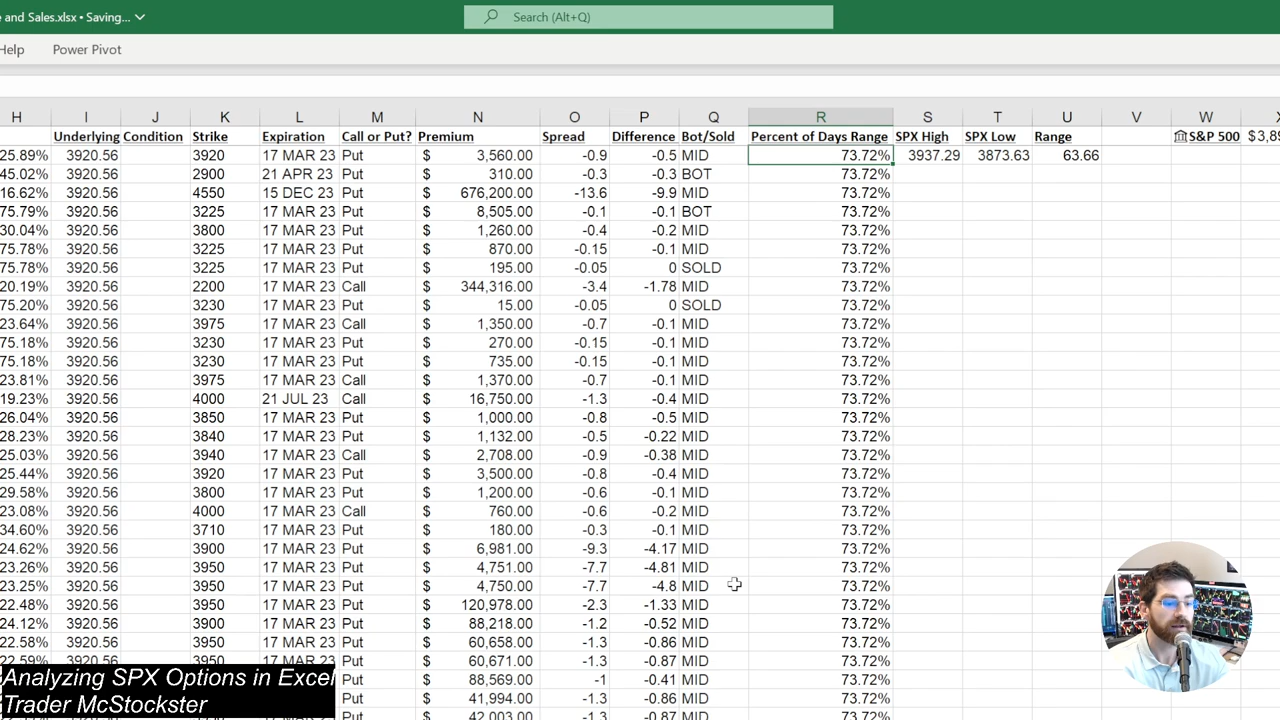 e and Sales.xlsx • Saving...
Search (Alt+Q)
Help Power Pivot
H I J K L M N O P Q R S T U V W X
Underlying Condition Strike Expiration Call or Put? Premium Spread Difference Bot/Sold Percent of Days Range SPX High SPX Low Range S&P 500 $3,8
25.89% 3920.56 3920 17 MAR 23 Put $ 3,560.00 -0.9 -0.5 MID 73.72% 3937.29 3873.63 63.66
45.02% 3920.56 2900 21 APR 23 Put $ 310.00 -0.3 -0.3 BOT 73.72%
16.62% 3920.56 4550 15 DEC 23 Put $ 676,200.00 -13.6 -9.9 MID 73.72%
75.79% 3920.56 3225 17 MAR 23 Put $ 8,505.00 -0.1 -0.1 BOT 73.72%
30.04% 3920.56 3800 17 MAR 23 Put $ 1,260.00 -0.4 -0.2 MID 73.72%
75.78% 3920.56 3225 17 MAR 23 Put $ 870.00 -0.15 -0.1 MID 73.72%
75.78% 3920.56 3225 17 MAR 23 Put $ 195.00 -0.05 0 SOLD 73.72%
20.19% 3920.56 2200 17 MAR 23 Call $ 344,316.00 -3.4 -1.78 MID 73.72%
75.20% 3920.56 3230 17 MAR 23 Put $ 15.00 -0.05 0 SOLD 73.72%
23.64% 3920.56 3975 17 MAR 23 Call $ 1,350.00 -0.7 -0.1 MID 73.72%
75.18% 3920.56 3230 17 MAR 23 Put $ 270.00 -0.15 -0.1 MID 73.72%
75.18% 3920.56 3230 17 MAR 23 Put $ 735.00 -0.15 -0.1 MID 73.72%
23.81% 3920.56 3975 17 MAR 23 Call $ 1,370.00 -0.7 -0.1 MID 73.72%
19.23% 3920.56 4000 21 JUL 23 Call $ 16,750.00 -1.3 -0.4 MID 73.72%
26.04% 3920.56 3850 17 MAR 23 Put $ 1,000.00 -0.8 -0.5 MID 73.72%
28.23% 3920.56 3840 17 MAR 23 Put $ 1,132.00 -0.5 -0.22 MID 73.72%
25.03% 3920.56 3940 17 MAR 23 Call $ 2,708.00 -0.9 -0.38 MID 73.72%
25.44% 3920.56 3920 17 MAR 23 Put $ 3,500.00 -0.8 -0.4 MID 73.72%
29.58% 3920.56 3800 17 MAR 23 Put $ 1,200.00 -0.6 -0.1 MID 73.72%
23.08% 3920.56 4000 17 MAR 23 Call $ 760.00 -0.6 -0.2 MID 73.72%
34.60% 3920.56 3710 17 MAR 23 Put $ 180.00 -0.3 -0.1 MID 73.72%
24.62% 3920.56 3900 17 MAR 23 Put $ 6,981.00 -9.3 -4.17 MID 73.72%
23.26% 3920.56 3950 17 MAR 23 Put $ 4,751.00 -7.7 -4.81 MID 73.72%
23.25% 3920.56 3950 17 MAR 23 Put $ 4,750.00 -7.7 -4.8 MID 73.72%
22.48% 3920.56 3950 17 MAR 23 Put $ 120,978.00 -2.3 -1.33 MID 73.72%
24.12% 3920.56 3900 17 MAR 23 Put $ 6,218.00 -1.2 -0.52 MID 73.72%
22.58% 3920.56 3950 17 MAR 23 Put $ 60,658.00 -1.3 -0.86 MID 73.72%
22.59% 3920.56 3950 17 MAR 23 Put $ 60,671.00 -1.3 -0.87 MID 73.72%
Put $ 88,569.00 -1 -0.41 MID 73.72%
Put $ 41,994.00 -1.3 -0.86 MID 73.72%
Put $ 42,003.00 -1.3 -0.87 MID 73.72%
Analyzing SPX Options in Excel
Trader McStockster